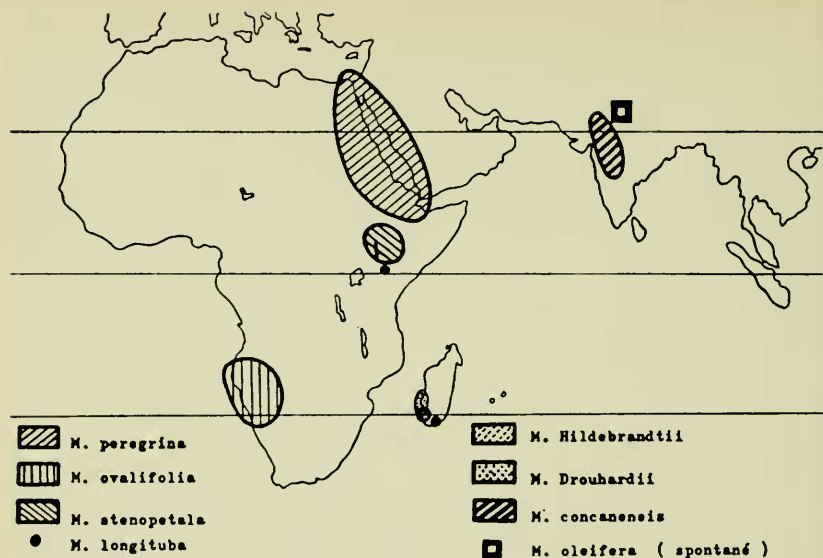 M. peregrina
M. ovalifolia
M. stenopetala
M. longituba
M. Hildebrandtii
M. Drouhardii
M. concanensis
M. oleifera ( spontané )